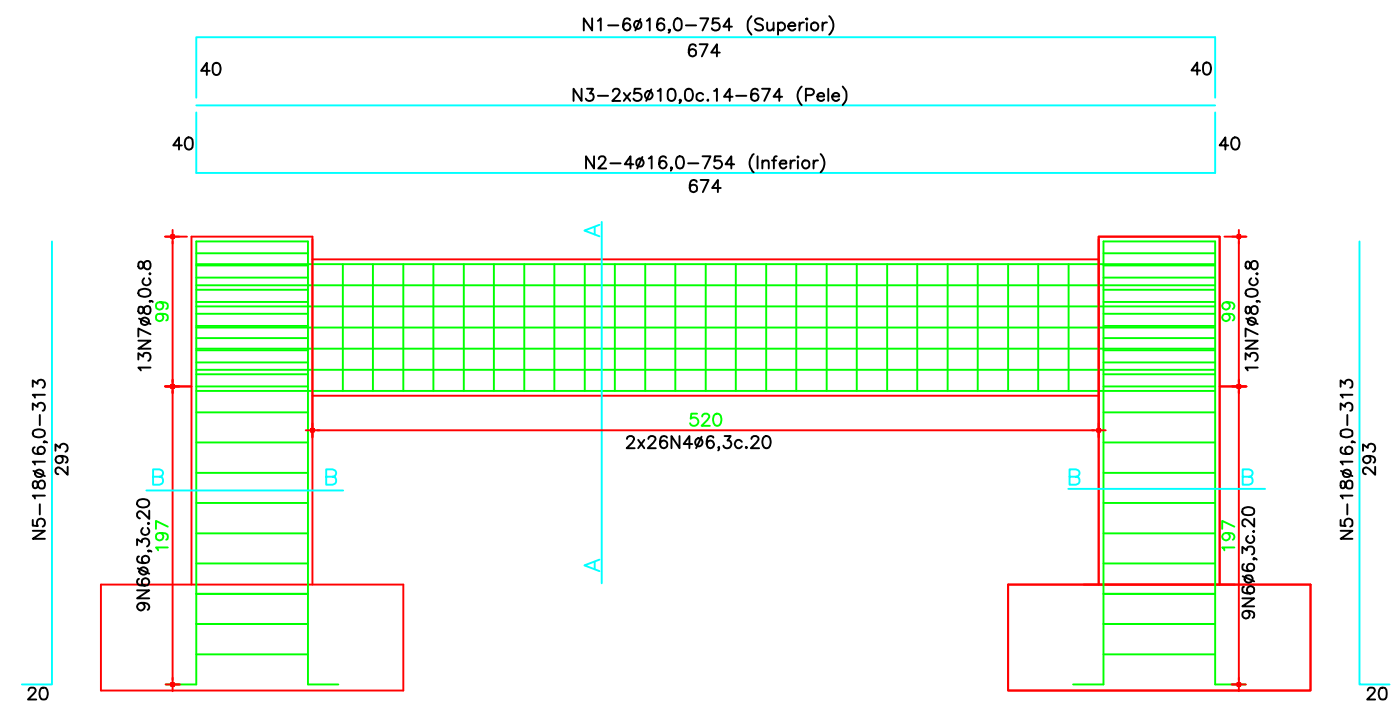 N1-6ø16,0-754 (Superior)
674
40
40
N3-2x5ø10,0c.14-674 (Pele)
40
40
N2-4ø16,0-754 (Inferior)
674
A
13N7ø8,0c.8
99
99
13N7ø8,0c.8
N5-18ø16,0-313
293
520
2x26N4ø6,3c.20
N5-18ø16,0-313
293
B
B
B
B
9N6ø6,3c.20
197
197
9N6ø6,3c.20
A
20
20